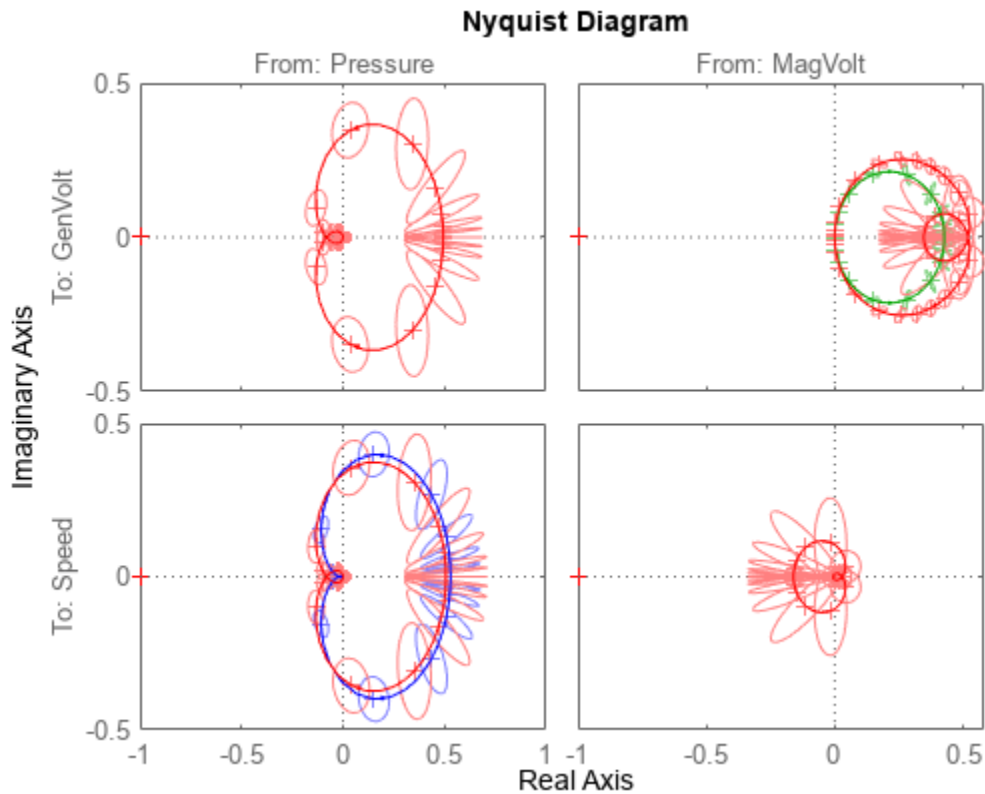 Nyquist Diagram
From: Pressure
From: MagVolt
0.5
0
-0.5
To: GenVolt
Imaginary Axis
0.5
0
-0.5
To: Speed
-1
-0.5
0
0.5
1
-1
-0.5
0
0.5
Real Axis